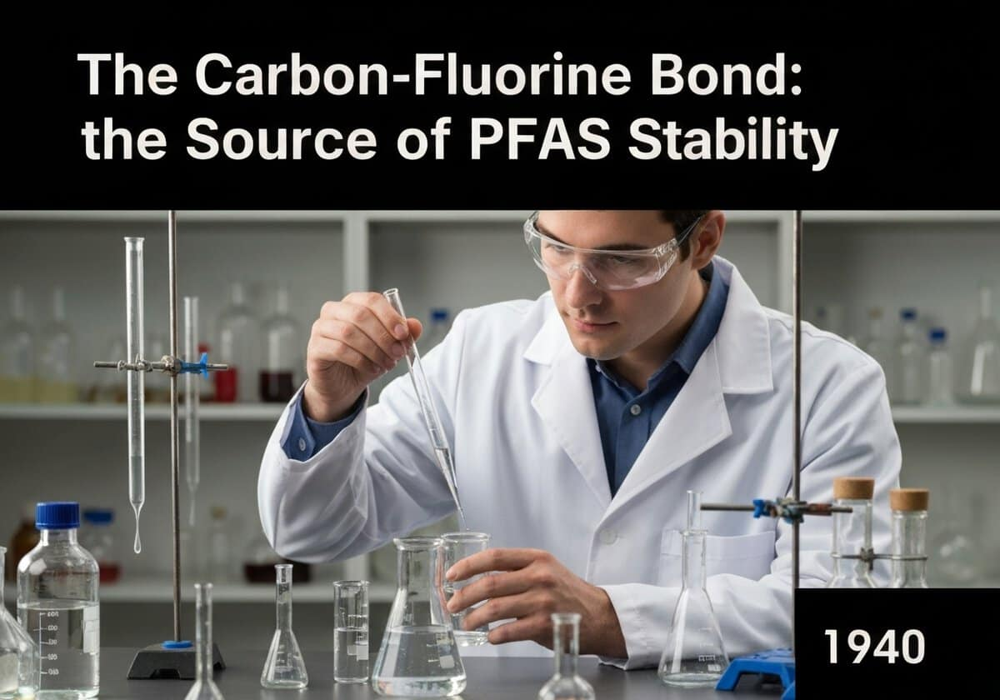 The Carbon-Fluorine Bond:
the Source of PFAS Stability
1940